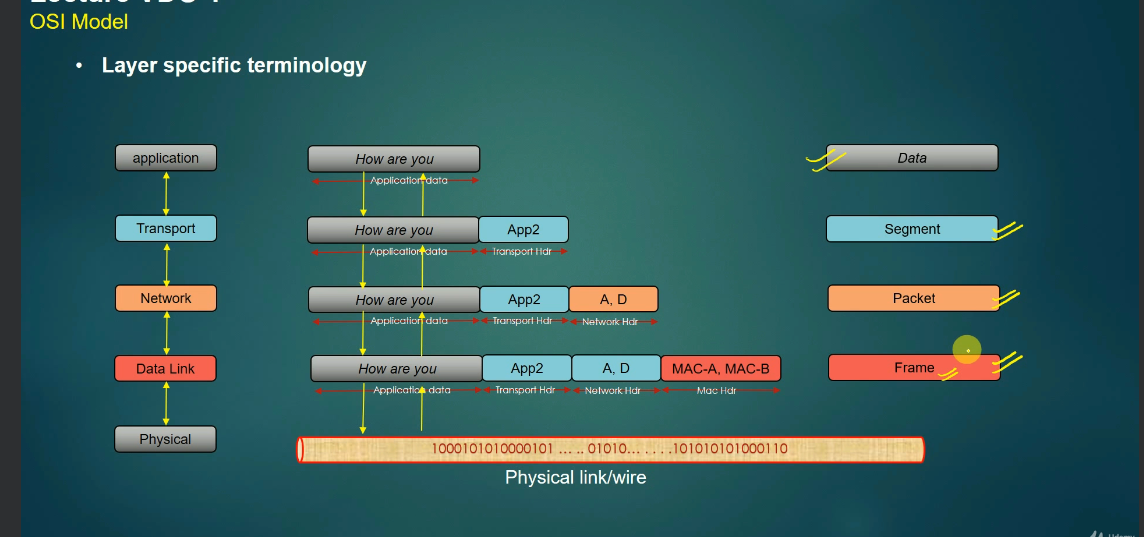 OSI Model
• Layer specific terminology
application How are you Data
Application data
Transport How are you App2 Segment
Application data Transport Hdr
Network How are you App2 A, D Packet
Application data Transport Hdr Network Hdr
Data Link How are you App2 A, D MAC-A, MAC-B Frame
Application data Transport Hdr Network Hdr Mac Hdr
Physical 1000101010000101 ... .. 01010... . . . .101010101000110
Physical link/wire